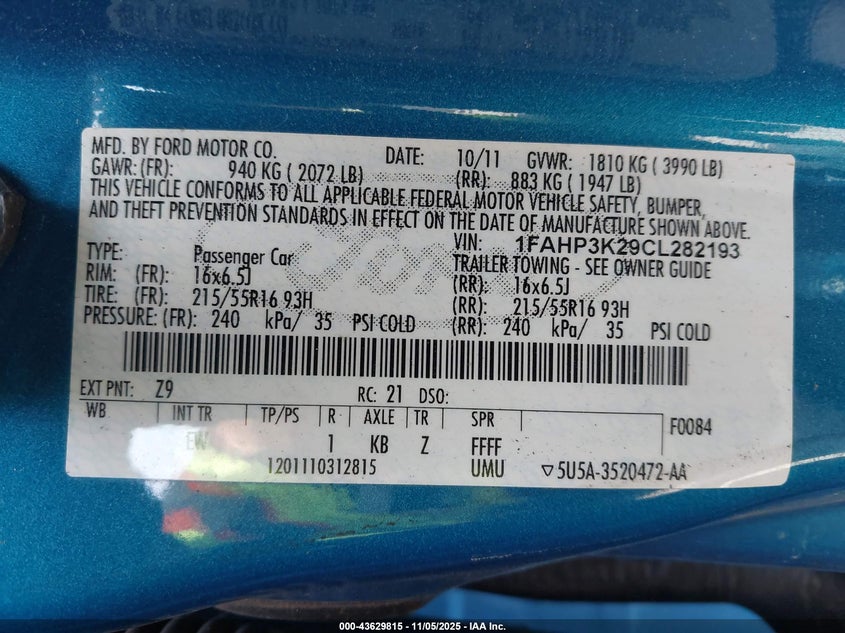 MFD. BY FORD MOTOR CO. DATE: 10/11 GVWR: 1810 KG ( 3990 LB)
GAWR: (FR): 940 KG ( 2072 LB) (RR): 883 KG ( 1947 LB)
THIS VEHICLE CONFORMS TO ALL APPLICABLE FEDERAL MOTOR VEHICLE SAFETY, BUMPER,
AND THEFT PREVENTION STANDARDS IN EFFECT ON THE DATE OF MANUFACTURE SHOWN ABOVE.
VIN: 1FAHP3K29CL282193
TYPE: Passenger Car TRAILER TOWING - SEE OWNER GUIDE
RIM: (FR): 16x6.5J (RR): 16x6.5J
TIRE: (FR): 215/55R16 93H (RR): 215/55R16 93H
PRESSURE: (FR): 240 kPa/ 35 PSI COLD (RR): 240 kPa/ 35 PSI COLD
EXT PNT: Z9 RC: 21 DSO:
WB INT TR TP/PS R AXLE TR SPR F0084
EW 1 KB Z FFFF
1201110312815 UMU ▽5U5A-3520472-AA
000-43629815 - 11/05/2025 - IAA Inc.